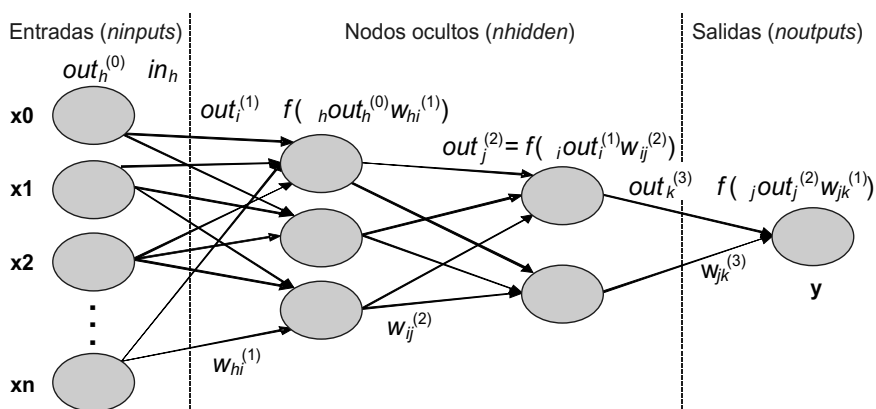 Entradas (ninputs)
Nodos ocultos (nhidden)
Salidas (noutputs)
out_h^(0) in_h
x0
x1
x2
xn
out_i^(1) f( _h out_h^(0) w_hi^(1))
out_j^(2) = f( _i out_i^(1) w_ij^(2))
out_k^(3) f( _j out_j^(2) w_jk^(1))
w_hi^(1)
w_ij^(2)
w_jk^(3)
y